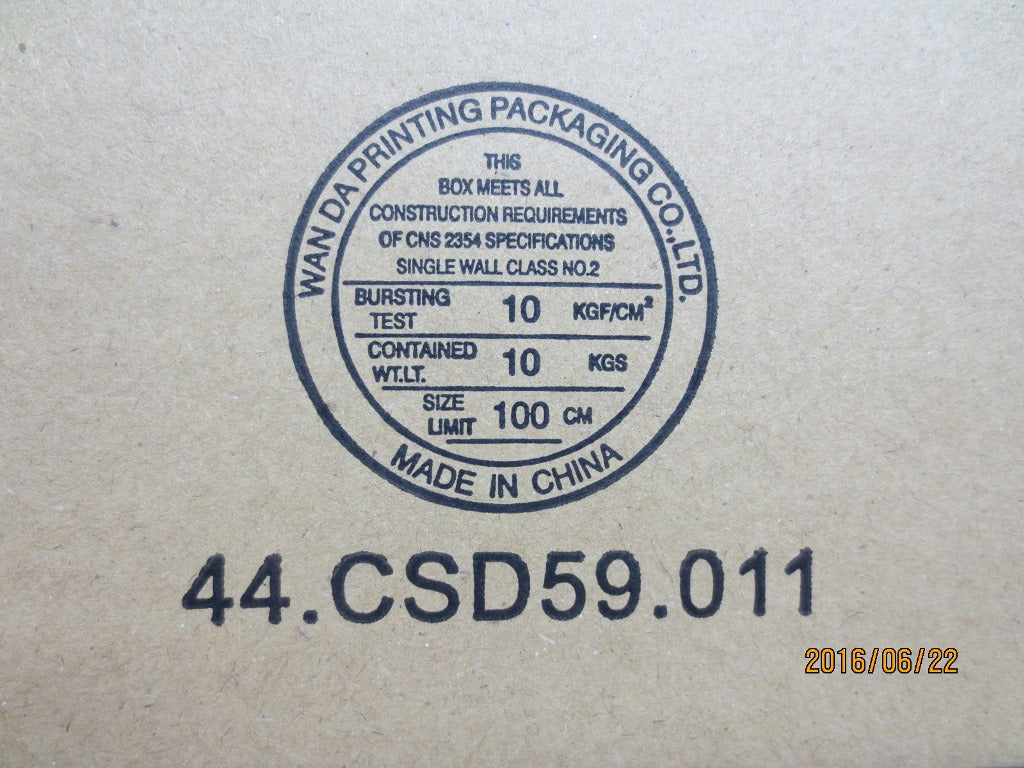 WAN DA PRINTING PACKAGING CO.,LTD.
THIS
BOX MEETS ALL
CONSTRUCTION REQUIREMENTS
OF CNS 2354 SPECIFICATIONS
SINGLE WALL CLASS NO.2
BURSTING TEST 10 KGF/CM²
CONTAINED WT.LT. 10 KGS
SIZE LIMIT 100 CM
MADE IN CHINA
44.CSD59.011
2016/06/22